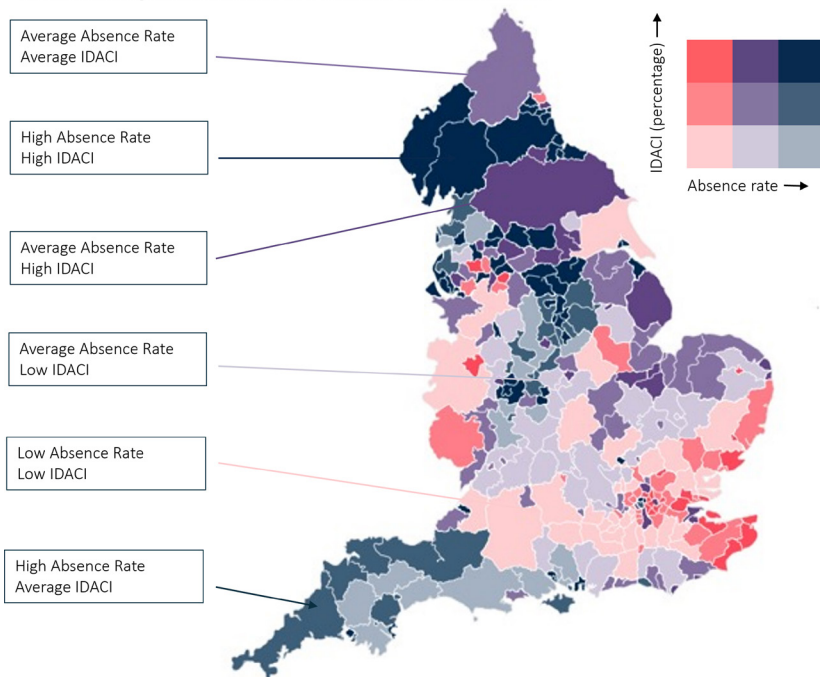 Average Absence Rate
Average IDACI
High Absence Rate
High IDACI
Average Absence Rate
High IDACI
Average Absence Rate
Low IDACI
Low Absence Rate
Low IDACI
High Absence Rate
Average IDACI
IDACI (percentage)
Absence rate